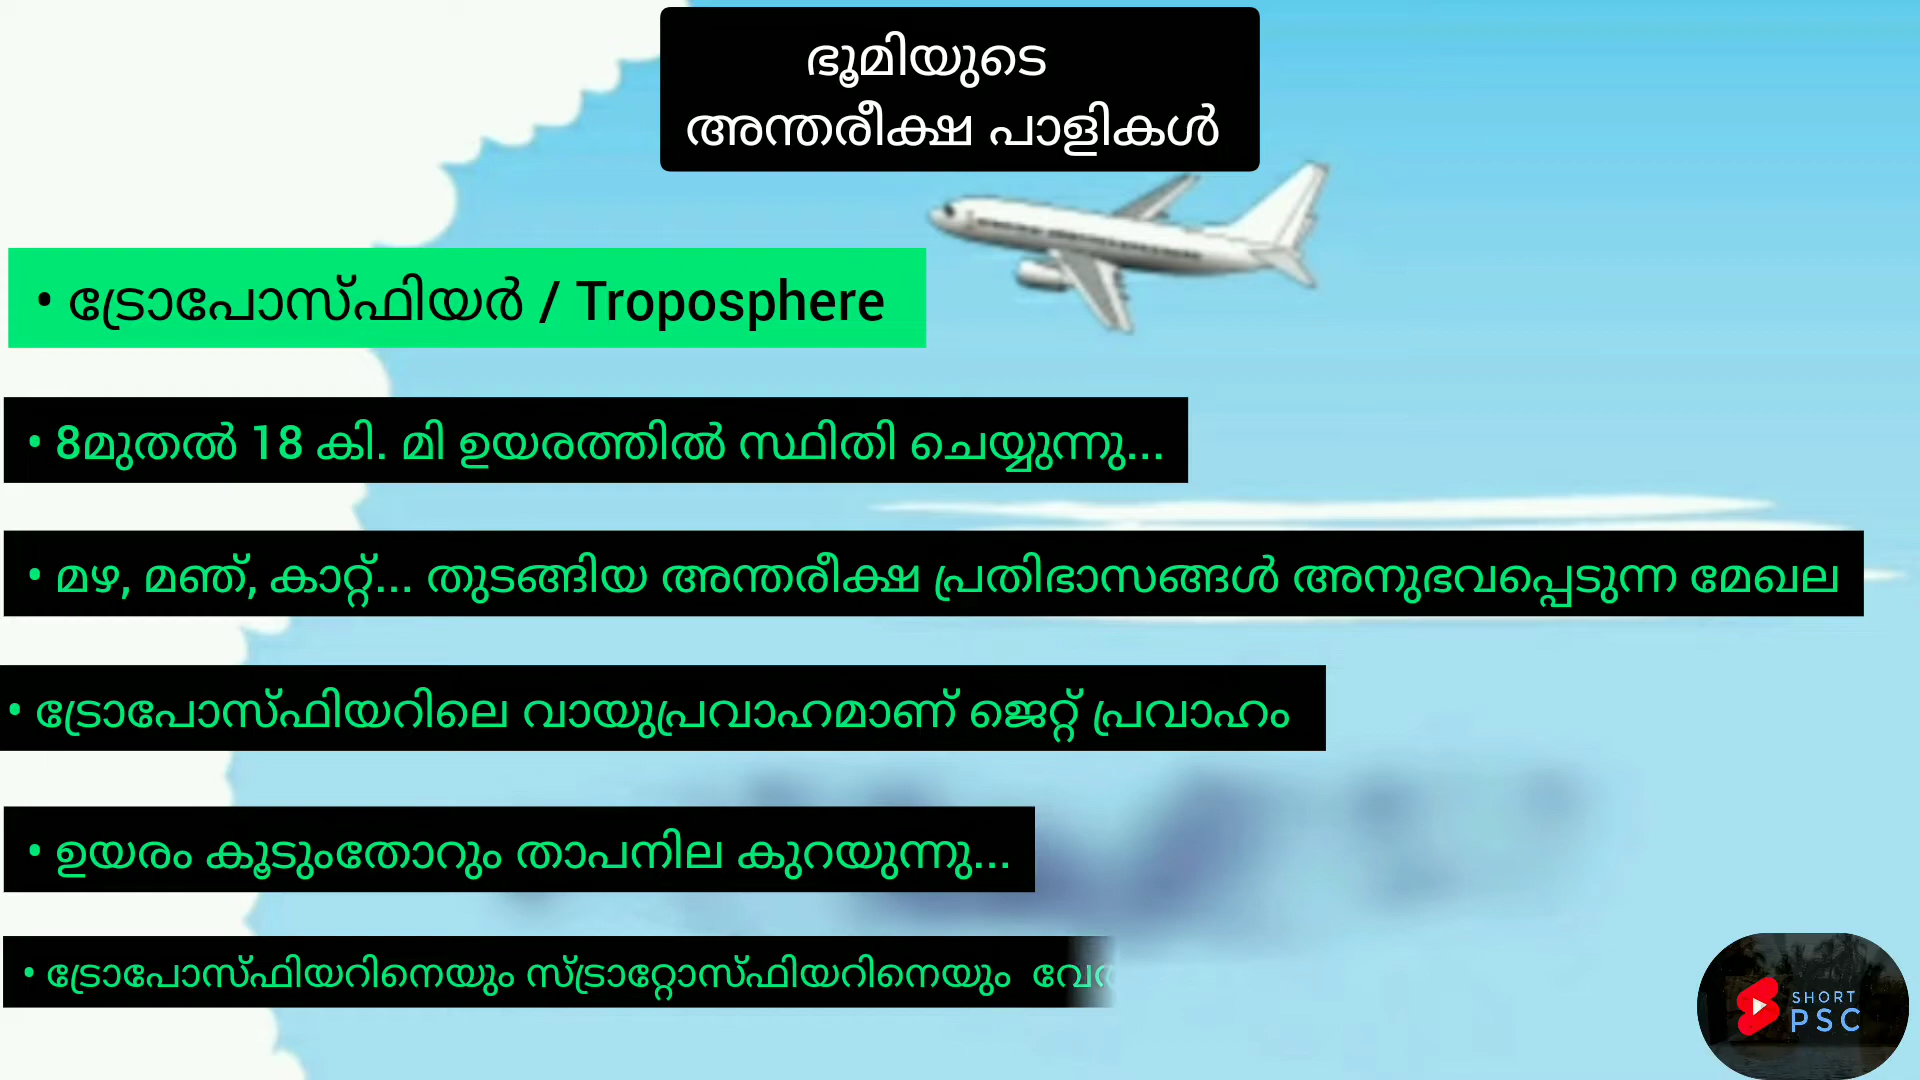 ഭൂമിയുടെ
അന്തരീക്ഷ പാളികൾ
• ട്രോപോസ്ഫിയർ / Troposphere
• 8മുതൽ 18 കി. മി ഉയരത്തിൽ സ്ഥിതി ചെയ്യുന്നു...
• മഴ, മഞ്, കാറ്റ്... തുടങ്ങിയ അന്തരീക്ഷ പ്രതിഭാസങ്ങൾ അനുഭവപ്പെടുന്ന മേഖല
• ട്രോപോസ്ഫിയറിലെ വായുപ്രവാഹമാണ് ജെറ്റ് പ്രവാഹം
• ഉയരം കൂടുംതോറും താപനില കുറയുന്നു...
• ട്രോപോസ്ഫിയറിനെയും സ്ട്രാറ്റോസ്ഫിയറിനെയും
SHORT
PSC